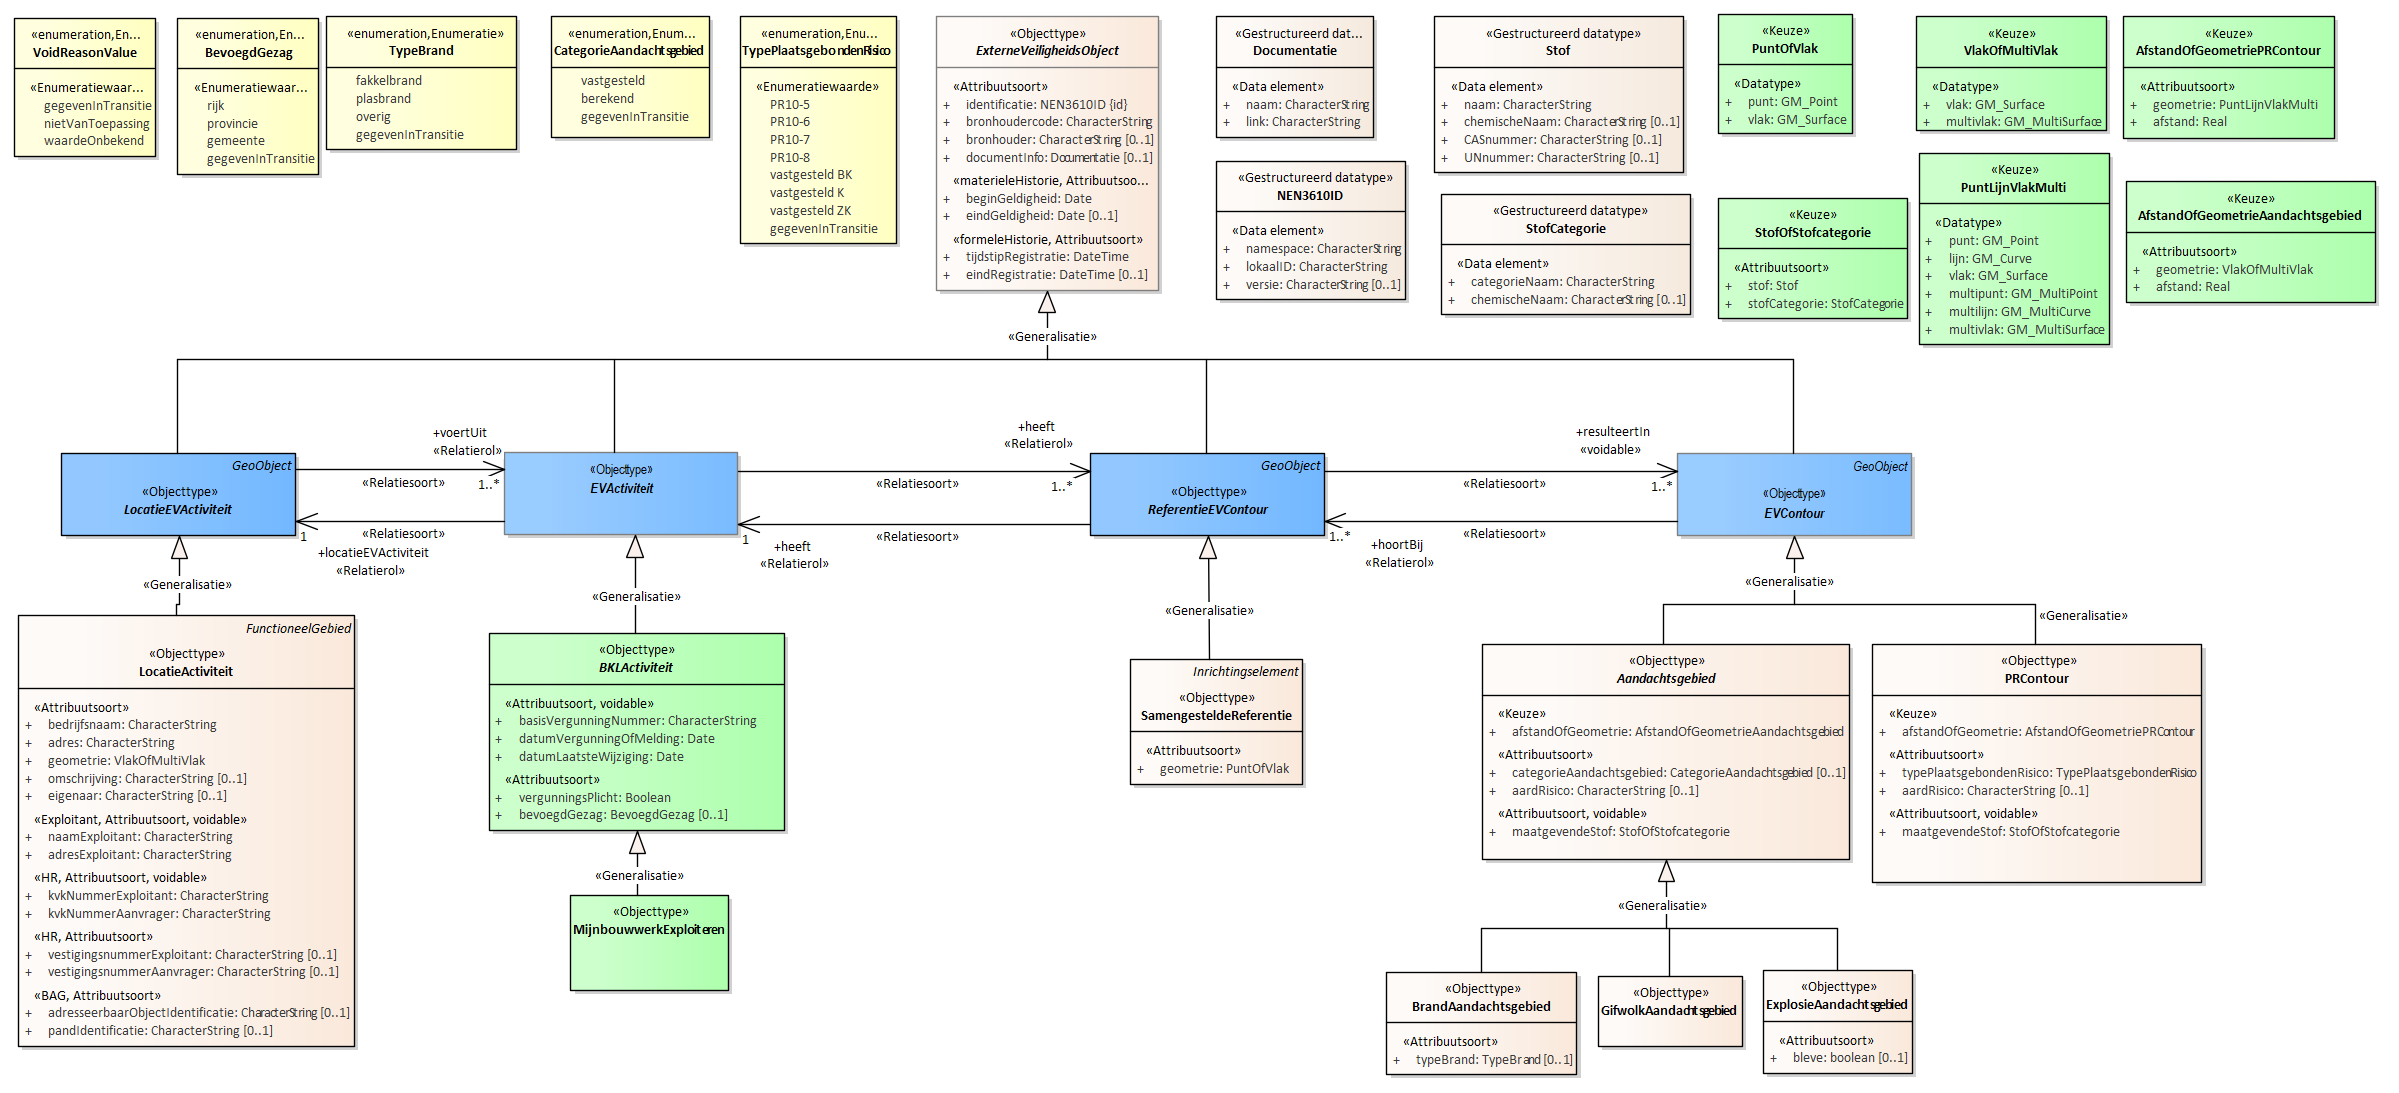 «enumeration,En...
VoidReasonValue
«Enumeratiewaar...
gegevenInTransitie
nietVanToepassing
waardeOnbekend
«enumeration,En...
BevoegdGezag
«Enumeratiewaar...
rijk
provincie
gemeente
gegevenInTransitie
«enumeration,Enumeratie»
TypeBrand
fakkelbrand
plasbrand
overig
gegevenInTransitie
«enumeration,Enum...
CategorieAandachtsgebied
vastgesteld
berekend
gegevenInTransitie
«enumeration,Enu...
TypePlaatsgebondenRisico
«Enumeratiewaarde»
PR10-5
PR10-6
PR10-7
PR10-8
vastgesteld BK
vastgesteld K
vastgesteld ZK
gegevenInTransitie
«Objecttype»
ExterneVeiligheidsObject
«Attribuutsoort»
+ identificatie: NEN3610ID {id}
+ bronhoudercode: CharacterString
+ bronhouder: CharacterString [0..1]
+ documentInfo: Documentatie [0..1]
«materieleHistorie, Attribuutsoo...
+ beginGeldigheid: Date
+ eindGeldigheid: Date [0..1]
«formeleHistorie, Attribuutsoort»
+ tijdstipRegistratie: DateTime
+ eindRegistratie: DateTime [0..1]
«Gestructureerd dat...
Documentatie
«Data element»
+ naam: CharacterString
+ link: CharacterString
«Gestructureerd datatype»
NEN3610ID
«Data element»
+ namespace: CharacterString
+ lokaalID: CharacterString
+ versie: CharacterString [0..1]
«Gestructureerd datatype»
Stof
«Data element»
+ naam: CharacterString
+ chemischeNaam: CharacterString [0..1]
+ CASnummer: CharacterString [0..1]
+ UNnummer: CharacterString [0..1]
«Gestructureerd datatype»
StofCategorie
«Data element»
+ categorieNaam: CharacterString
+ chemischeNaam: CharacterString [0..1]
«Keuze»
PuntOfVlak
«Datatype»
+ punt: GM_Point
+ vlak: GM_Surface
«Keuze»
StofOfStofcategorie
«Attribuutsoort»
+ stof: Stof
+ stofCategorie: StofCategorie
«Keuze»
VlakOfMultiVlak
«Datatype»
+ vlak: GM_Surface
+ multivlak: GM_MultiSurface
«Keuze»
PuntLijnVlakMulti
«Datatype»
+ punt: GM_Point
+ lijn: GM_Curve
+ vlak: GM_Surface
+ multipunt: GM_MultiPoint
+ multilijn: GM_MultiCurve
+ multivlak: GM_MultiSurface
«Keuze»
AfstandOfGeometriePRContour
«Attribuutsoort»
+ geometrie: PuntLijnVlakMulti
+ afstand: Real
«Keuze»
AfstandOfGeometrieAandachtsgebied
«Attribuutsoort»
+ geometrie: VlakOfMultiVlak
+ afstand: Real
«Generalisatie»
GeoObject
«Objecttype»
LocatieEVActiviteit
+voertUit
«Relatierol»
«Relatiesoort»
1..*
«Relatiesoort»
1
+locatieEVActiviteit
«Relatierol»
«Objecttype»
EVActiviteit
+heeft
«Relatierol»
«Relatiesoort»
1..*
«Relatiesoort»
1
+heeft
«Relatierol»
GeoObject
«Objecttype»
ReferentieEVContour
+resulteertIn
«voidable»
«Relatiesoort»
1..*
«Relatiesoort»
1..*
+hoortBij
«Relatierol»
GeoObject
«Objecttype»
EVContour
«Generalisatie»
«Generalisatie»
«Generalisatie»
«Generalisatie»
«Generalisatie»
FunctioneelGebied
«Objecttype»
LocatieActiviteit
«Attribuutsoort»
+ bedrijfsnaam: CharacterString
+ adres: CharacterString
+ geometrie: VlakOfMultiVlak
+ omschrijving: CharacterString [0..1]
+ eigenaar: CharacterString [0..1]
«Exploitant, Attribuutsoort, voidable»
+ naamExploitant: CharacterString
+ adresExploitant: CharacterString
«HR, Attribuutsoort, voidable»
+ kvkNummerExploitant: CharacterString
+ kvkNummerAanvrager: CharacterString
«HR, Attribuutsoort»
+ vestigingsnummerExploitant: CharacterString [0..1]
+ vestigingsnummerAanvrager: CharacterString [0..1]
«BAG, Attribuutsoort»
+ adresseerbaarObjectIdentificatie: CharacterString [0..1]
+ pandIdentificatie: CharacterString [0..1]
«Objecttype»
BKLActiviteit
«Attribuutsoort, voidable»
+ basisVergunningNummer: CharacterString
+ datumVergunningOfMelding: Date
+ datumLaatsteWijziging: Date
«Attribuutsoort»
+ vergunningsPlicht: Boolean
+ bevoegdGezag: BevoegdGezag [0..1]
«Generalisatie»
«Objecttype»
MijnbouwwerkExploiteren
Inrichtingselement
«Objecttype»
SamengesteldeReferentie
«Attribuutsoort»
+ geometrie: PuntOfVlak
«Objecttype»
Aandachtsgebied
«Keuze»
+ afstandOfGeometrie: AfstandOfGeometrieAandachtsgebied
«Attribuutsoort»
+ categorieAandachtsgebied: CategorieAandachtsgebied [0..1]
+ aardRisico: CharacterString [0..1]
«Attribuutsoort, voidable»
+ maatgevendeStof: StofOfStofcategorie
«Objecttype»
PRContour
«Keuze»
+ afstandOfGeometrie: AfstandOfGeometriePRContour
«Attribuutsoort»
+ typePlaatsgebondenRisico: TypePlaatsgebondenRisico
+ aardRisico: CharacterString [0..1]
«Attribuutsoort, voidable»
+ maatgevendeStof: StofOfStofcategorie
«Generalisatie»
«Objecttype»
BrandAandachtsgebied
«Attribuutsoort»
+ typeBrand: TypeBrand [0..1]
«Objecttype»
GifwolkAandachtsgebied
«Objecttype»
ExplosieAandachtsgebied
«Attribuutsoort»
+ bleve: boolean [0..1]